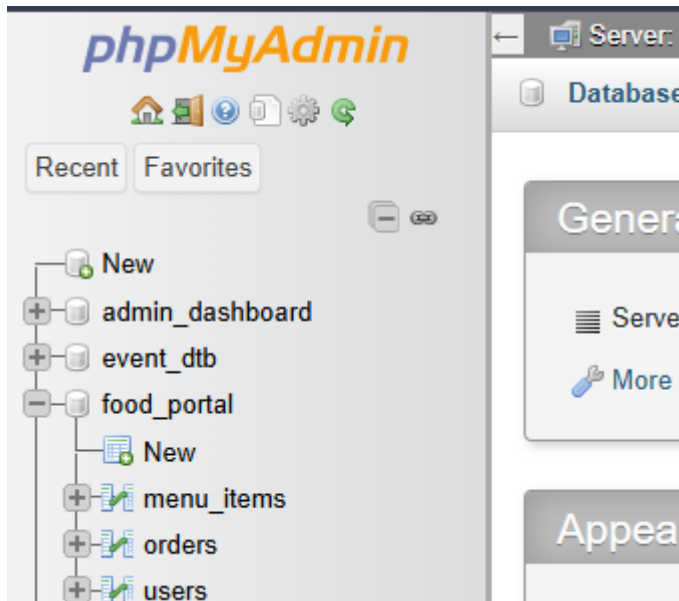 phpMyAdmin
Server:
Database
Recent Favorites
Genera
New
admin_dashboard
Serve
event_dtb
More
food_portal
New
menu_items
orders
Appea
users